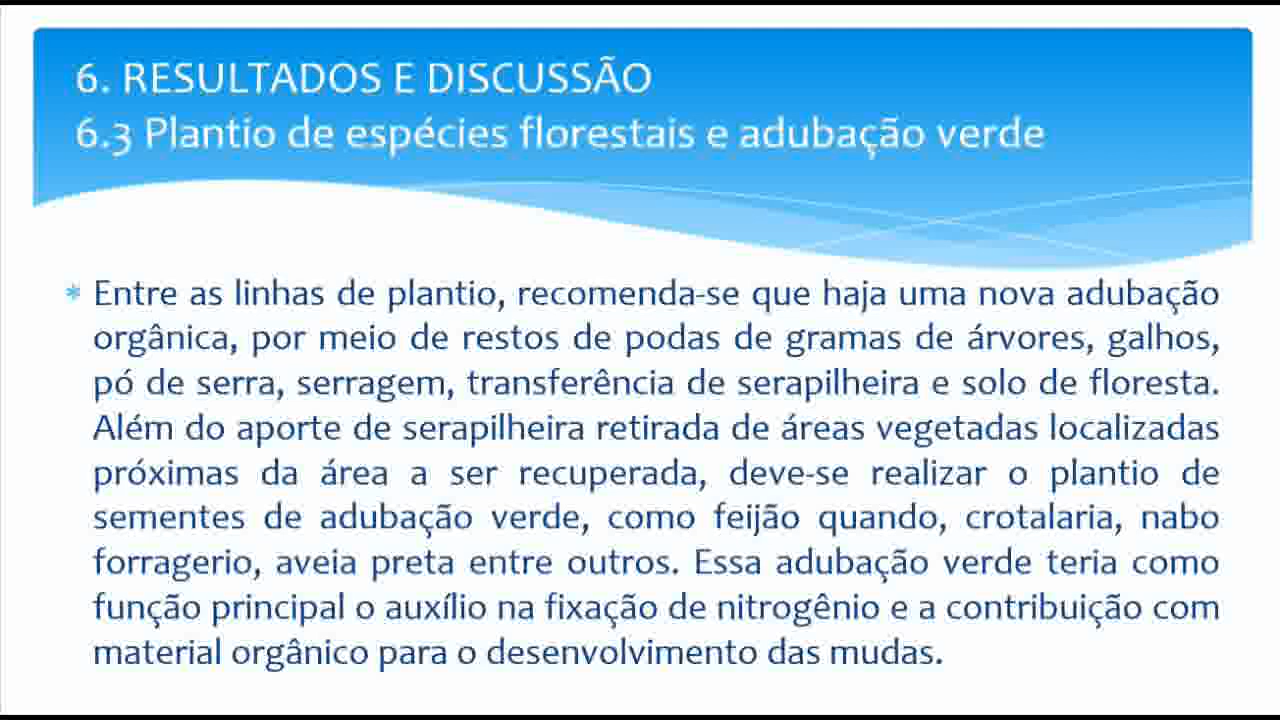 6. RESULTADOS E DISCUSSÃO
6.3 Plantio de espécies florestais e adubação verde
Entre as linhas de plantio, recomenda-se que haja uma nova adubação
orgânica, por meio de restos de podas de gramas de árvores, galhos,
pó de serra, serragem, transferência de serapilheira e solo de floresta.
Além do aporte de serapilheira retirada de áreas vegetadas localizadas
próximas da área a ser recuperada, deve-se realizar o plantio de
sementes de adubação verde, como feijão quando, crotalaria, nabo
forragerio, aveia preta entre outros. Essa adubação verde teria como
função principal o auxílio na fixação de nitrogênio e a contribuição com
material orgânico para o desenvolvimento das mudas.